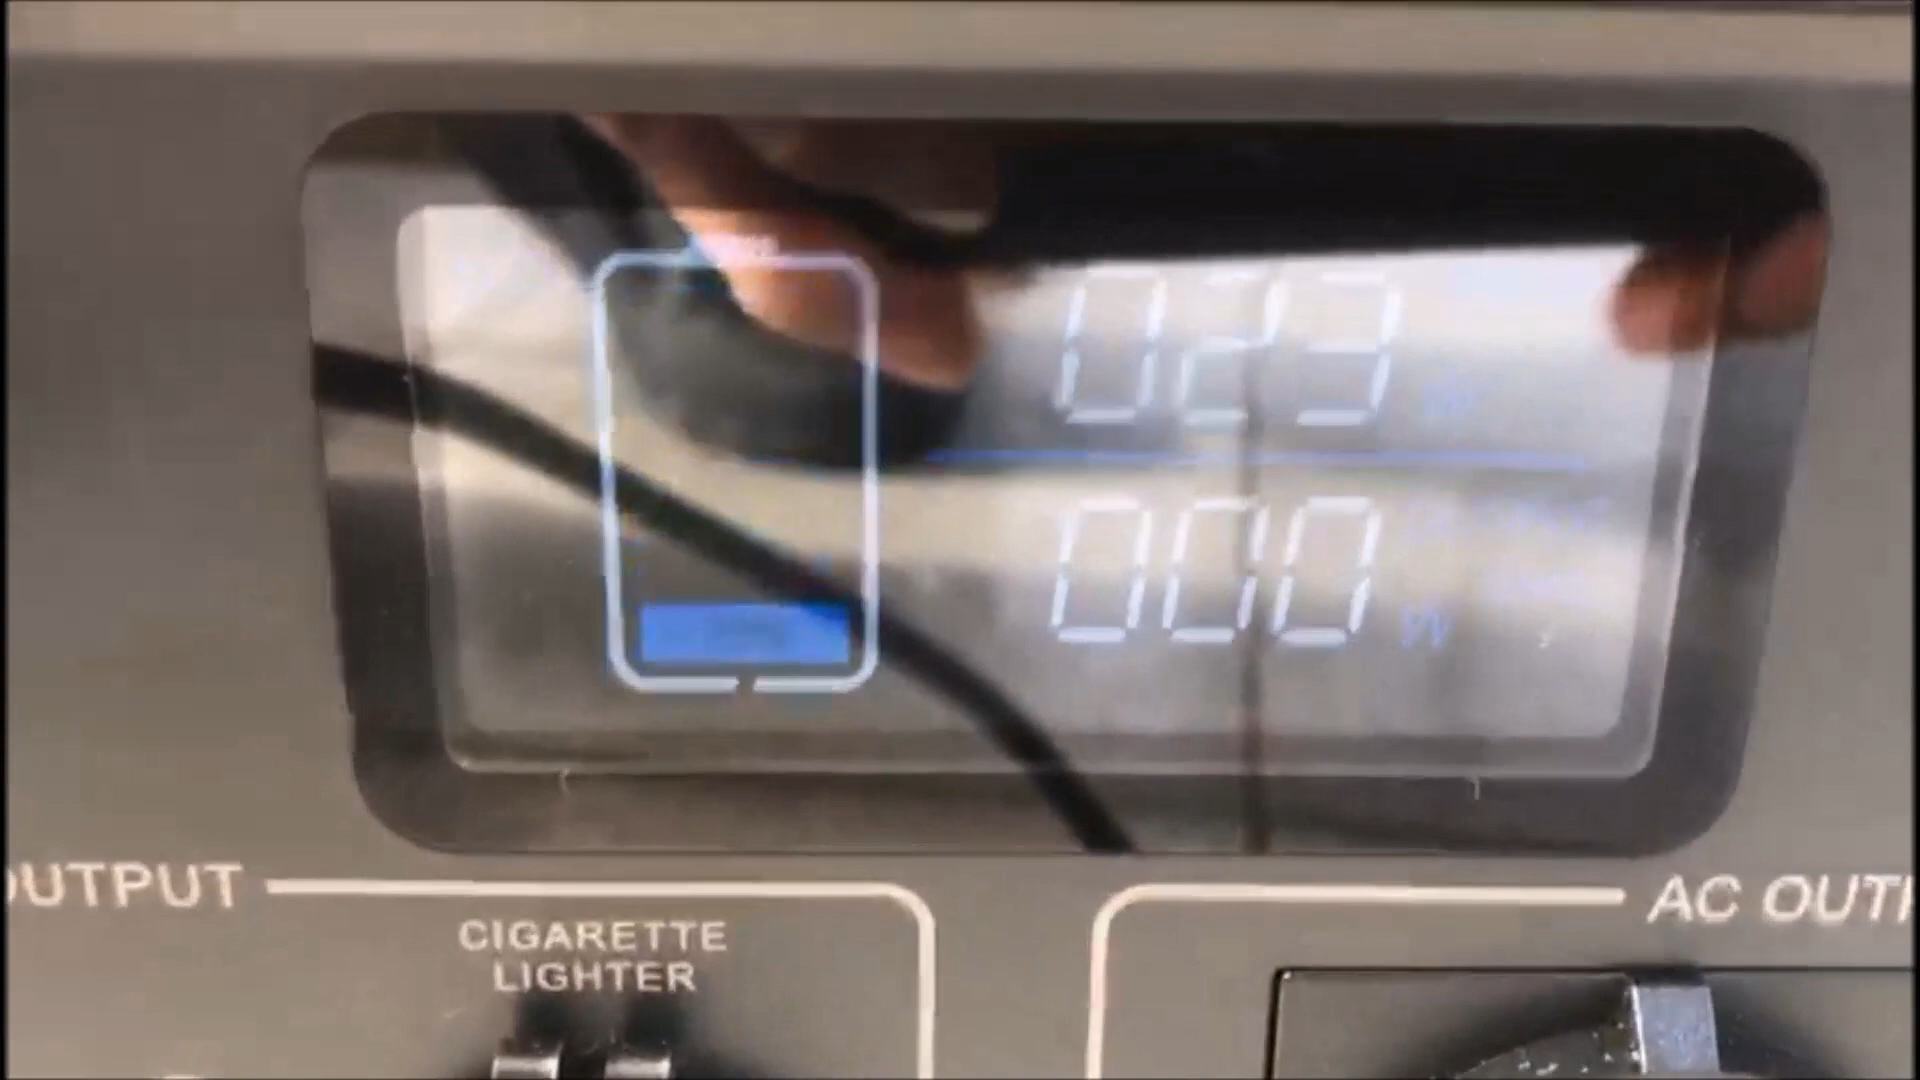 023
000 W
OUTPUT
CIGARETTE
LIGHTER
AC OUT